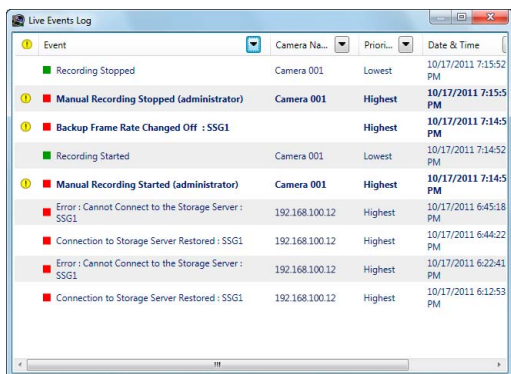 Live Events Log
Event Camera Na... Priori... Date & Time
Recording Stopped Camera 001 Lowest 10/17/2011 7:15:52
PM
Manual Recording Stopped (administrator) Camera 001 Highest 10/17/2011 7:15:5
PM
Backup Frame Rate Changed Off : SSG1 Highest 10/17/2011 7:14:5
PM
Recording Started Camera 001 Lowest 10/17/2011 7:14:52
PM
Manual Recording Started (administrator) Camera 001 Highest 10/17/2011 7:14:5
PM
Error : Cannot Connect to the Storage Server :
SSG1 192.168.100.12 Highest 10/17/2011 6:45:18
PM
Connection to Storage Server Restored : SSG1 192.168.100.12 Highest 10/17/2011 6:44:22
PM
Error : Cannot Connect to the Storage Server :
SSG1 192.168.100.12 Highest 10/17/2011 6:22:41
PM
Connection to Storage Server Restored : SSG1 192.168.100.12 Highest 10/17/2011 6:12:53
PM